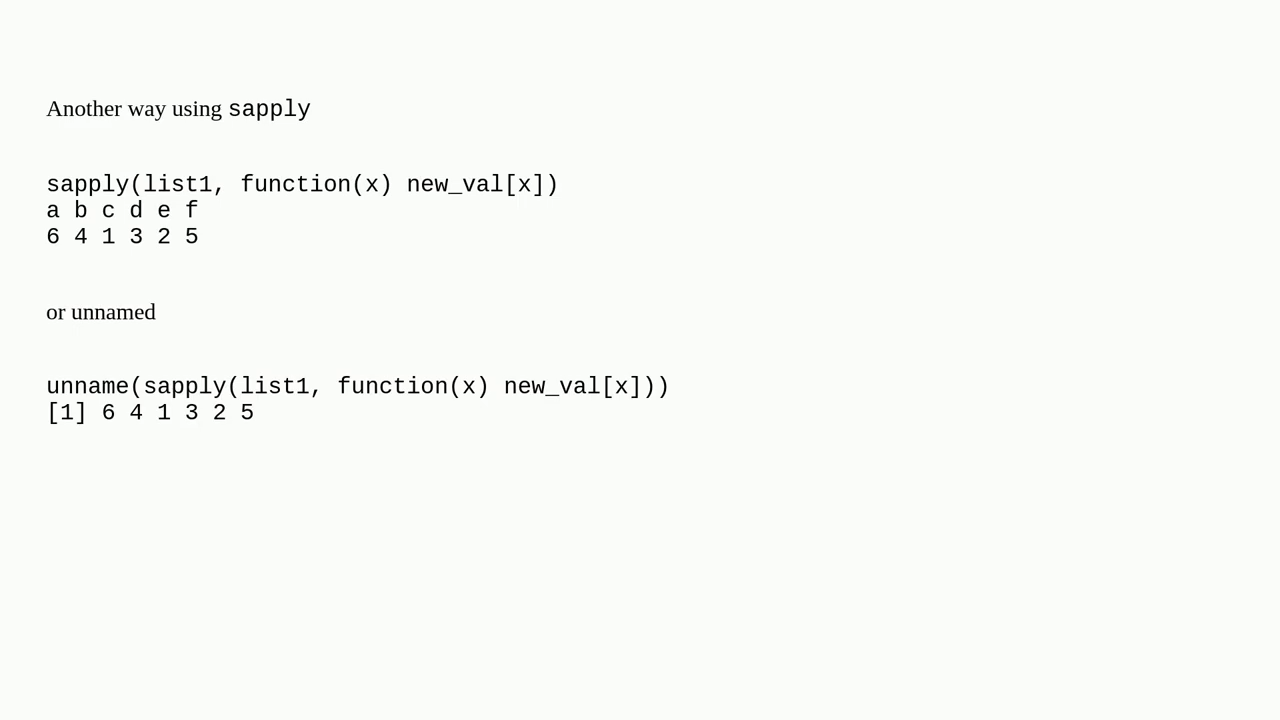 Another way using sapply
sapply(list1, function(x) new_val[x])
a b c d e f
6 4 1 3 2 5
or unnamed
unname(sapply(list1, function(x) new_val[x]))
[1] 6 4 1 3 2 5